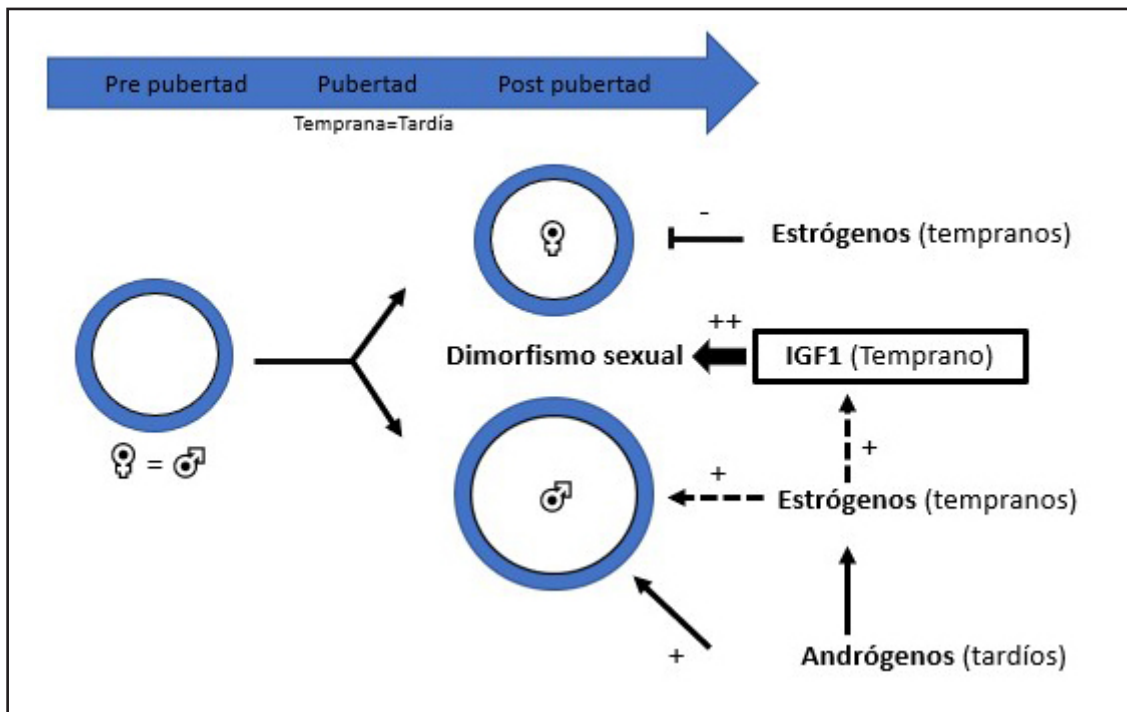 Pre pubertad Pubertad Post pubertad
Temprana=Tardía
-
Estrógenos (tempranos)
++
Dimorfismo sexual
IGF1 (Temprano)
♀ = ♂
+
+
Estrógenos (tempranos)
+
Andrógenos (tardíos)